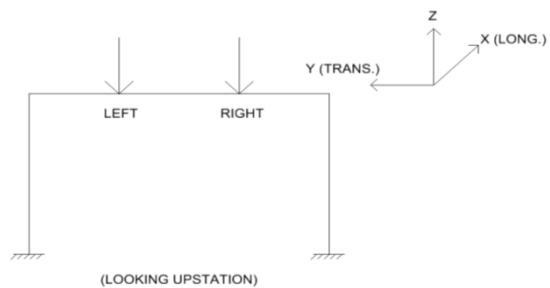 Z
X (LONG.)
Y (TRANS.)
LEFT
RIGHT
(LOOKING UPSTATION)